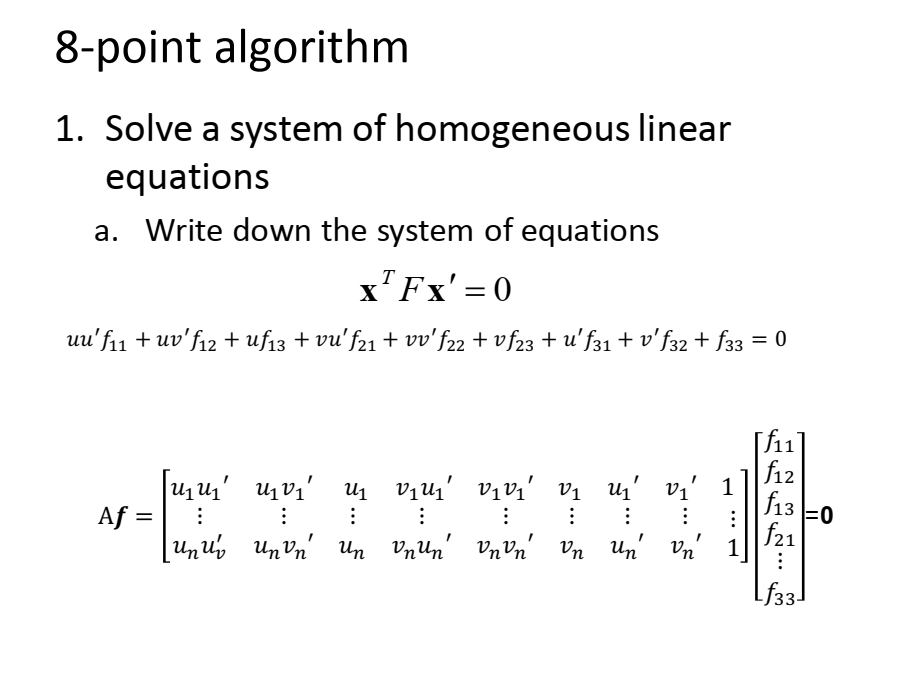 8-point algorithm
1. Solve a system of homogeneous linear
equations
a. Write down the system of equations
𝐱ᵀ F 𝐱′ = 0
uu′f₁₁ + uv′f₁₂ + uf₁₃ + vu′f₂₁ + vv′f₂₂ + vf₂₃ + u′f₃₁ + v′f₃₂ + f₃₃ = 0
A𝒇 = [u₁u₁′ u₁v₁′ u₁ v₁u₁′ v₁v₁′ v₁ u₁′ v₁′ 1
⋮ ⋮ ⋮ ⋮ ⋮ ⋮ ⋮ ⋮ ⋮
uₙu′ᵥ uₙvₙ′ uₙ vₙuₙ′ vₙvₙ′ vₙ uₙ′ vₙ′ 1]
[f₁₁
f₁₂
f₁₃
f₂₁
⋮
f₃₃]
=0